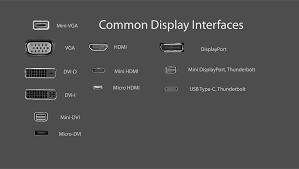 Common Display Interfaces
Mini-VGA
VGA
DVI-D
DVI-I
Mini-DVI
Micro-DVI
HDMI
Mini HDMI
Micro HDMI
DisplayPort
Mini DisplayPort, Thunderbolt
USB Type-C, Thunderbolt